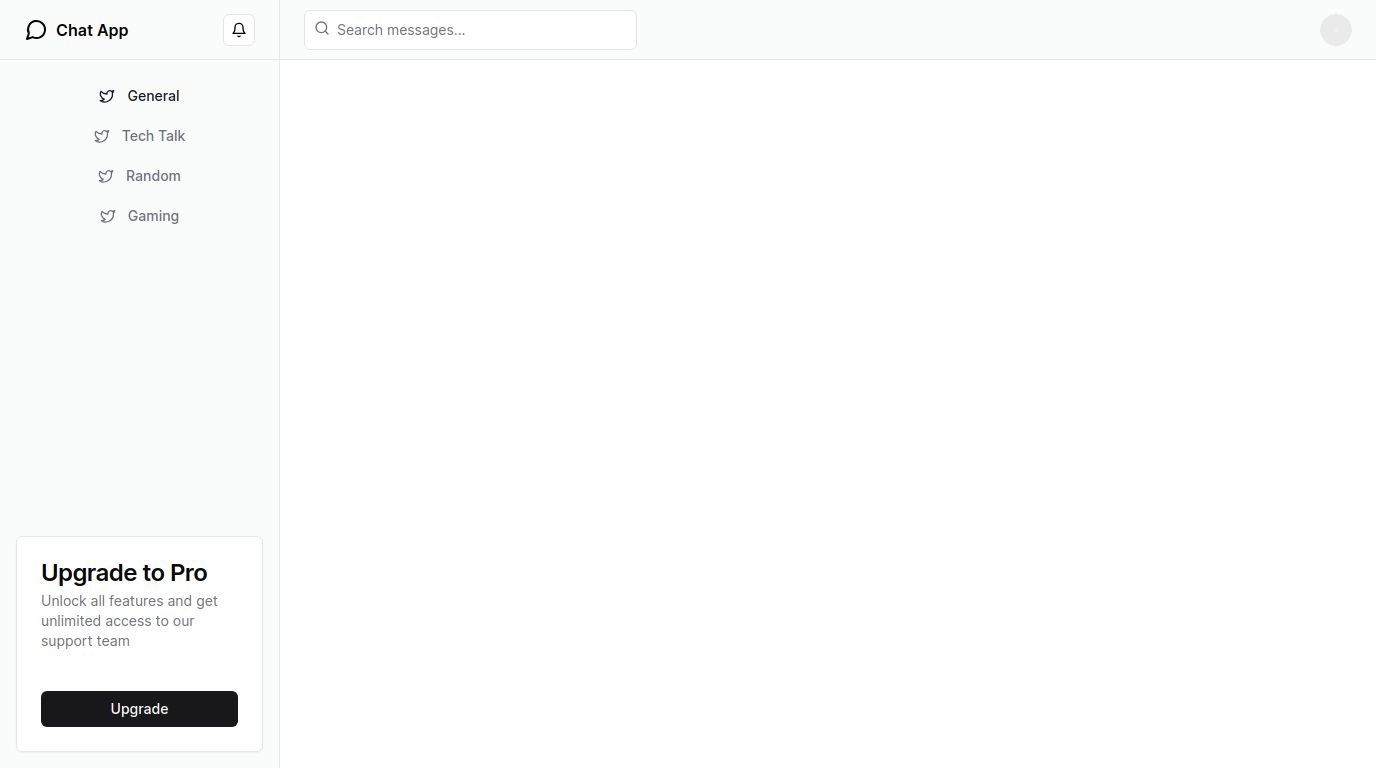 Chat App
Search messages...
General
Tech Talk
Random
Gaming
Upgrade to Pro
Unlock all features and get
unlimited access to our
support team
Upgrade